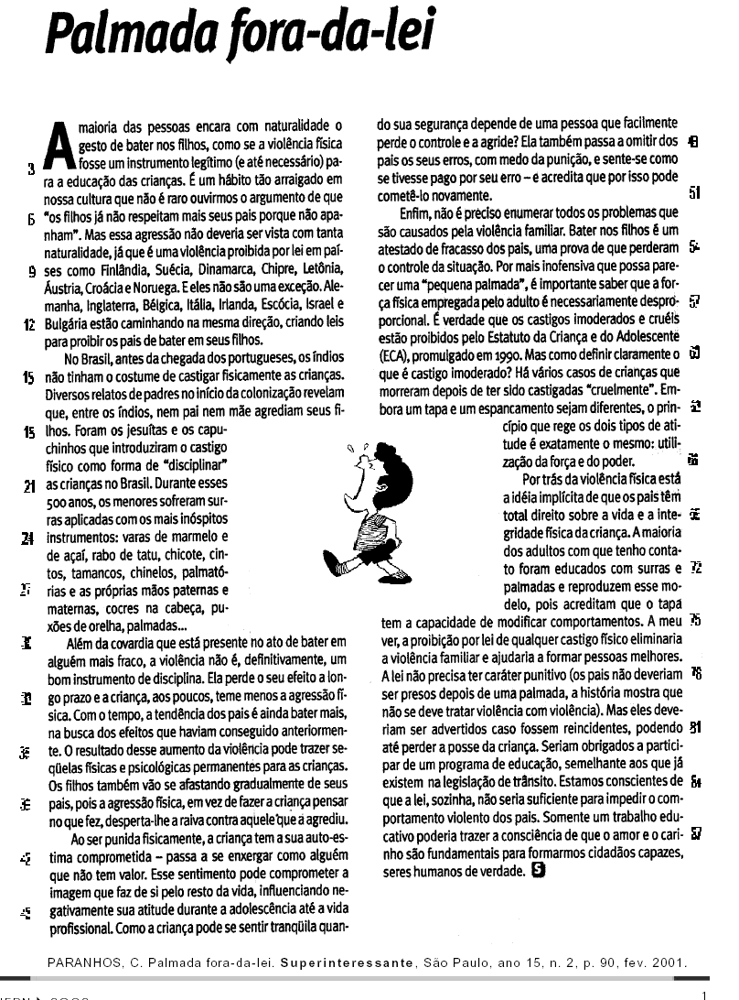 Palmada fora-da-lei
A maioria das pessoas encara com naturalidade o
gesto de bater nos filhos, como se a violência física
3 fosse um instrumento legítimo (e até necessário) pa-
ra a educação das crianças. É um hábito tão arraigado em
nossa cultura que não é raro ouvirmos o argumento de que
6 “os filhos já não respeitam mais seus pais porque não apa-
nham”. Mas essa agressão não deveria ser vista com tanta
naturalidade, já que é uma violência proibida por lei em paí-
9 ses como Finlândia, Suécia, Dinamarca, Chipre, Letônia,
Áustria, Croácia e Noruega. E eles não são uma exceção. Ale-
manha, Inglaterra, Bélgica, Itália, Irlanda, Escócia, Israel e
12 Bulgária estão caminhando na mesma direção, criando leis
para proibir os pais de bater em seus filhos.
No Brasil, antes da chegada dos portugueses, os índios
15 não tinham o costume de castigar fisicamente as crianças.
Diversos relatos de padres no início da colonização revelam
que, entre os índios, nem pai nem mãe agrediam seus fi-
15 lhos. Foram os jesuítas e os capu-
chinhos que introduziram o castigo
físico como forma de “disciplinar”
21 as crianças no Brasil. Durante esses
500 anos, os menores sofreram sur-
ras aplicadas com os mais inóspitos
24 instrumentos: varas de marmelo e
de açaí, rabo de tatu, chicote, cin-
tos, tamancos, chinelos, palmató-
rias e as próprias mãos paternas e
maternas, cocres na cabeça, pu-
xões de orelha, palmadas...
Além da covardia que está presente no ato de bater em
alguém mais fraco, a violência não é, definitivamente, um
bom instrumento de disciplina. Ela perde o seu efeito a lon-
go prazo e a criança, aos poucos, teme menos a agressão fí-
sica. Com o tempo, a tendência dos pais é ainda bater mais,
na busca dos efeitos que haviam conseguido anteriormen-
te. O resultado desse aumento da violência pode trazer se-
qüelas físicas e psicológicas permanentes para as crianças.
Os filhos também vão se afastando gradualmente de seus
pais, pois a agressão física, em vez de fazer a criança pensar
no que fez, desperta-lhe a raiva contra aquele que a agrediu.
Ao ser punida fisicamente, a criança tem a sua auto-es-
tima comprometida – passa a se enxergar como alguém
que não tem valor. Esse sentimento pode comprometer a
imagem que faz de si pelo resto da vida, influenciando ne-
gativamente sua atitude durante a adolescência até a vida
profissional. Como a criança pode se sentir tranqüila quan-
do sua segurança depende de uma pessoa que facilmente
perde o controle e a agride? Ela também passa a omitir dos
pais os seus erros, com medo da punição, e sente-se como
se tivesse pago por seu erro – e acredita que por isso pode
cometê-lo novamente. 51
Enfim, não é preciso enumerar todos os problemas que
são causados pela violência familiar. Bater nos filhos é um
atestado de fracasso dos pais, uma prova de que perderam
o controle da situação. Por mais inofensiva que possa pare-
cer uma “pequena palmada”, é importante saber que a for-
ça física empregada pelo adulto é necessariamente despro- 57
porcional. É verdade que os castigos imoderados e cruéis
estão proibidos pelo Estatuto da Criança e do Adolescente
(ECA), promulgado em 1990. Mas como definir claramente o
que é castigo imoderado? Há vários casos de crianças que
morreram depois de ter sido castigadas “cruelmente”. Em-
bora um tapa e um espancamento sejam diferentes, o prin-
cípio que rege os dois tipos de ati-
tude é exatamente o mesmo: utili-
zação da força e do poder.
Por trás da violência física está
a idéia implícita de que os pais têm
total direito sobre a vida e a inte-
gridade física da criança. A maioria
dos adultos com que tenho conta-
to foram educados com surras e 72
palmadas e reproduzem esse mo-
delo, pois acreditam que o tapa
tem a capacidade de modificar comportamentos. A meu 75
ver, a proibição por lei de qualquer castigo físico eliminaria
a violência familiar e ajudaria a formar pessoas melhores.
A lei não precisa ter caráter punitivo (os pais não deveriam 78
ser presos depois de uma palmada, a história mostra que
não se deve tratar violência com violência). Mas eles deve-
riam ser advertidos caso fossem reincidentes, podendo 81
até perder a posse da criança. Seriam obrigados a partici-
par de um programa de educação, semelhante aos que já
existem na legislação de trânsito. Estamos conscientes de 84
que a lei, sozinha, não seria suficiente para impedir o com-
portamento violento dos pais. Somente um trabalho edu-
cativo poderia trazer a consciência de que o amor e o cari- 87
nho são fundamentais para formarmos cidadãos capazes,
seres humanos de verdade. S
PARANHOS, C. Palmada fora-da-lei. Superinteressante, São Paulo, ano 15, n. 2, p. 90, fev. 2001.
1